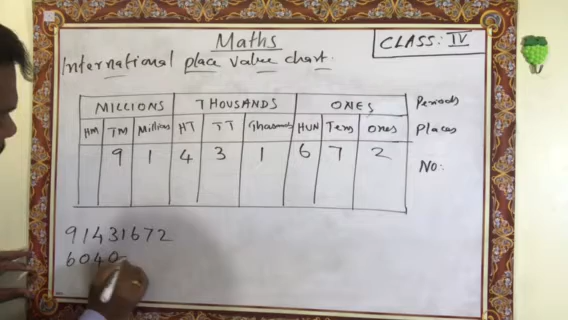 Maths
CLASS: IV
International place value chart.
MILLIONS THOUSANDS ONES Periods
HM TM Millions HT TT Thousands HUN Tens Ones Places
9 1 4 3 1 6 7 2 No:
91431672
6040